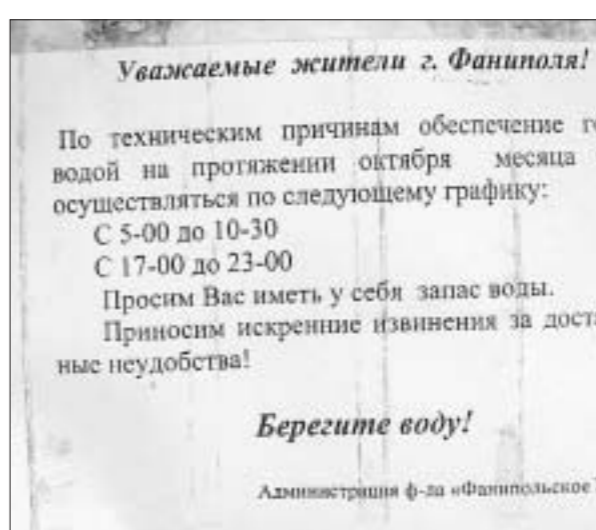 Уважаемые жители г. Фаниполя!
По техническим причинам обеспечение
водой на протяжении октября месяца
осуществляться по следующему графику:
С 5-00 до 10-30
С 17-00 до 23-00
Просим Вас иметь у себя запас воды.
Приносим искренние извинения за доста
ные неудобства!
Берегите воду!
Администрация ф-ла «Фанипольское